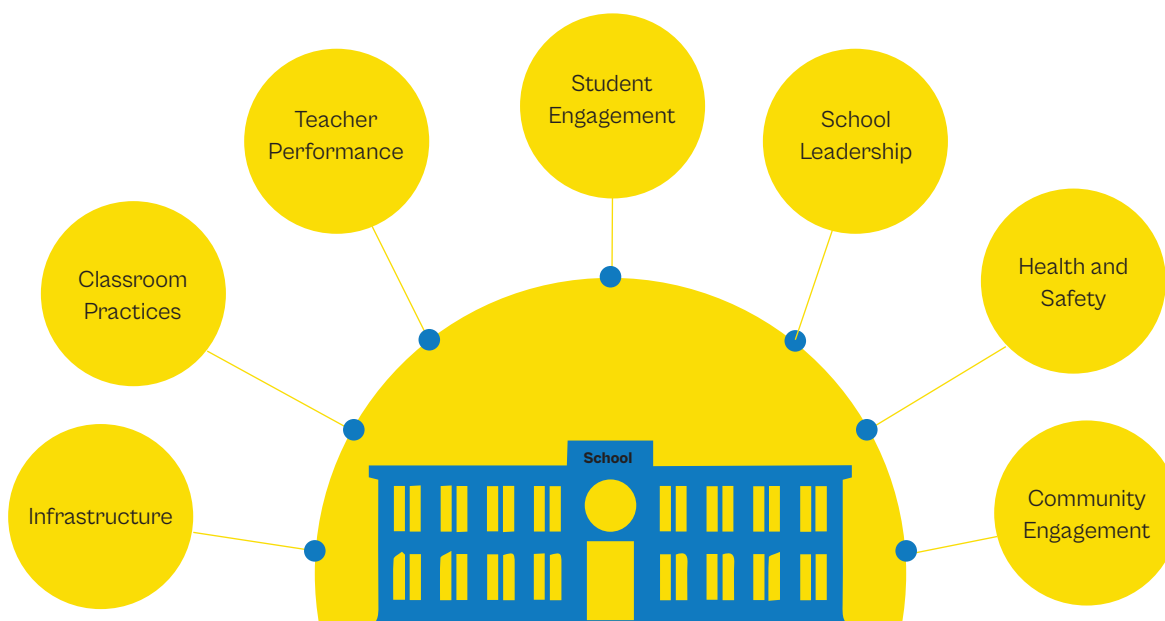 Student
Engagement
Teacher
Performance
School
Leadership
Classroom
Practices
Health and
Safety
Infrastructure
Community
Engagement
School